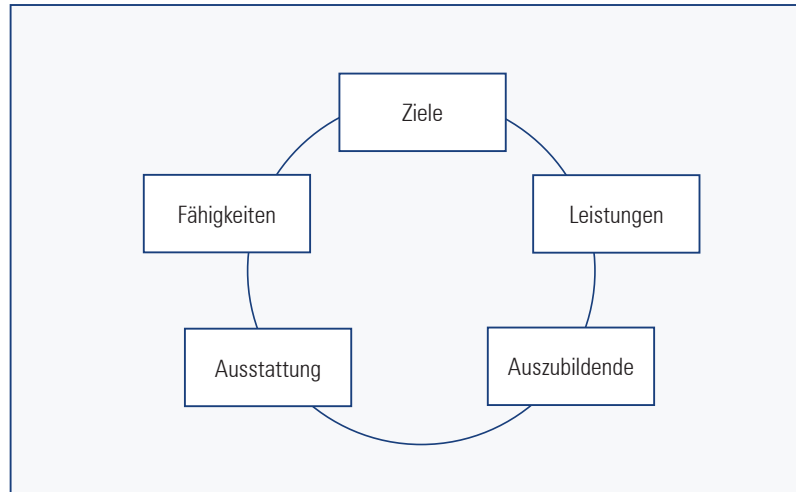 Ziele
Fähigkeiten
Leistungen
Ausstattung
Auszubildende